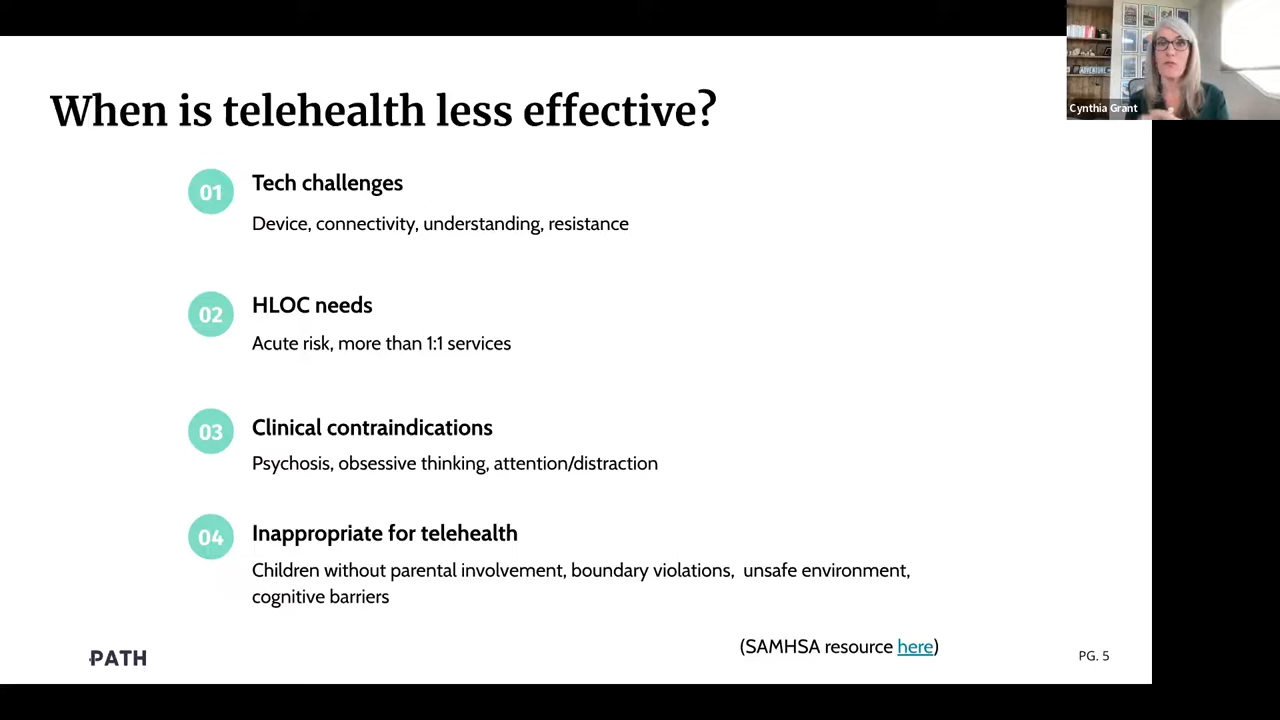 When is telehealth less effective?
Cynthia Grant
01
Tech challenges
Device, connectivity, understanding, resistance
02
HLOC needs
Acute risk, more than 1:1 services
03
Clinical contraindications
Psychosis, obsessive thinking, attention/distraction
04
Inappropriate for telehealth
Children without parental involvement, boundary violations,  unsafe environment,
cognitive barriers
(SAMHSA resource here)
PATH
PG. 5